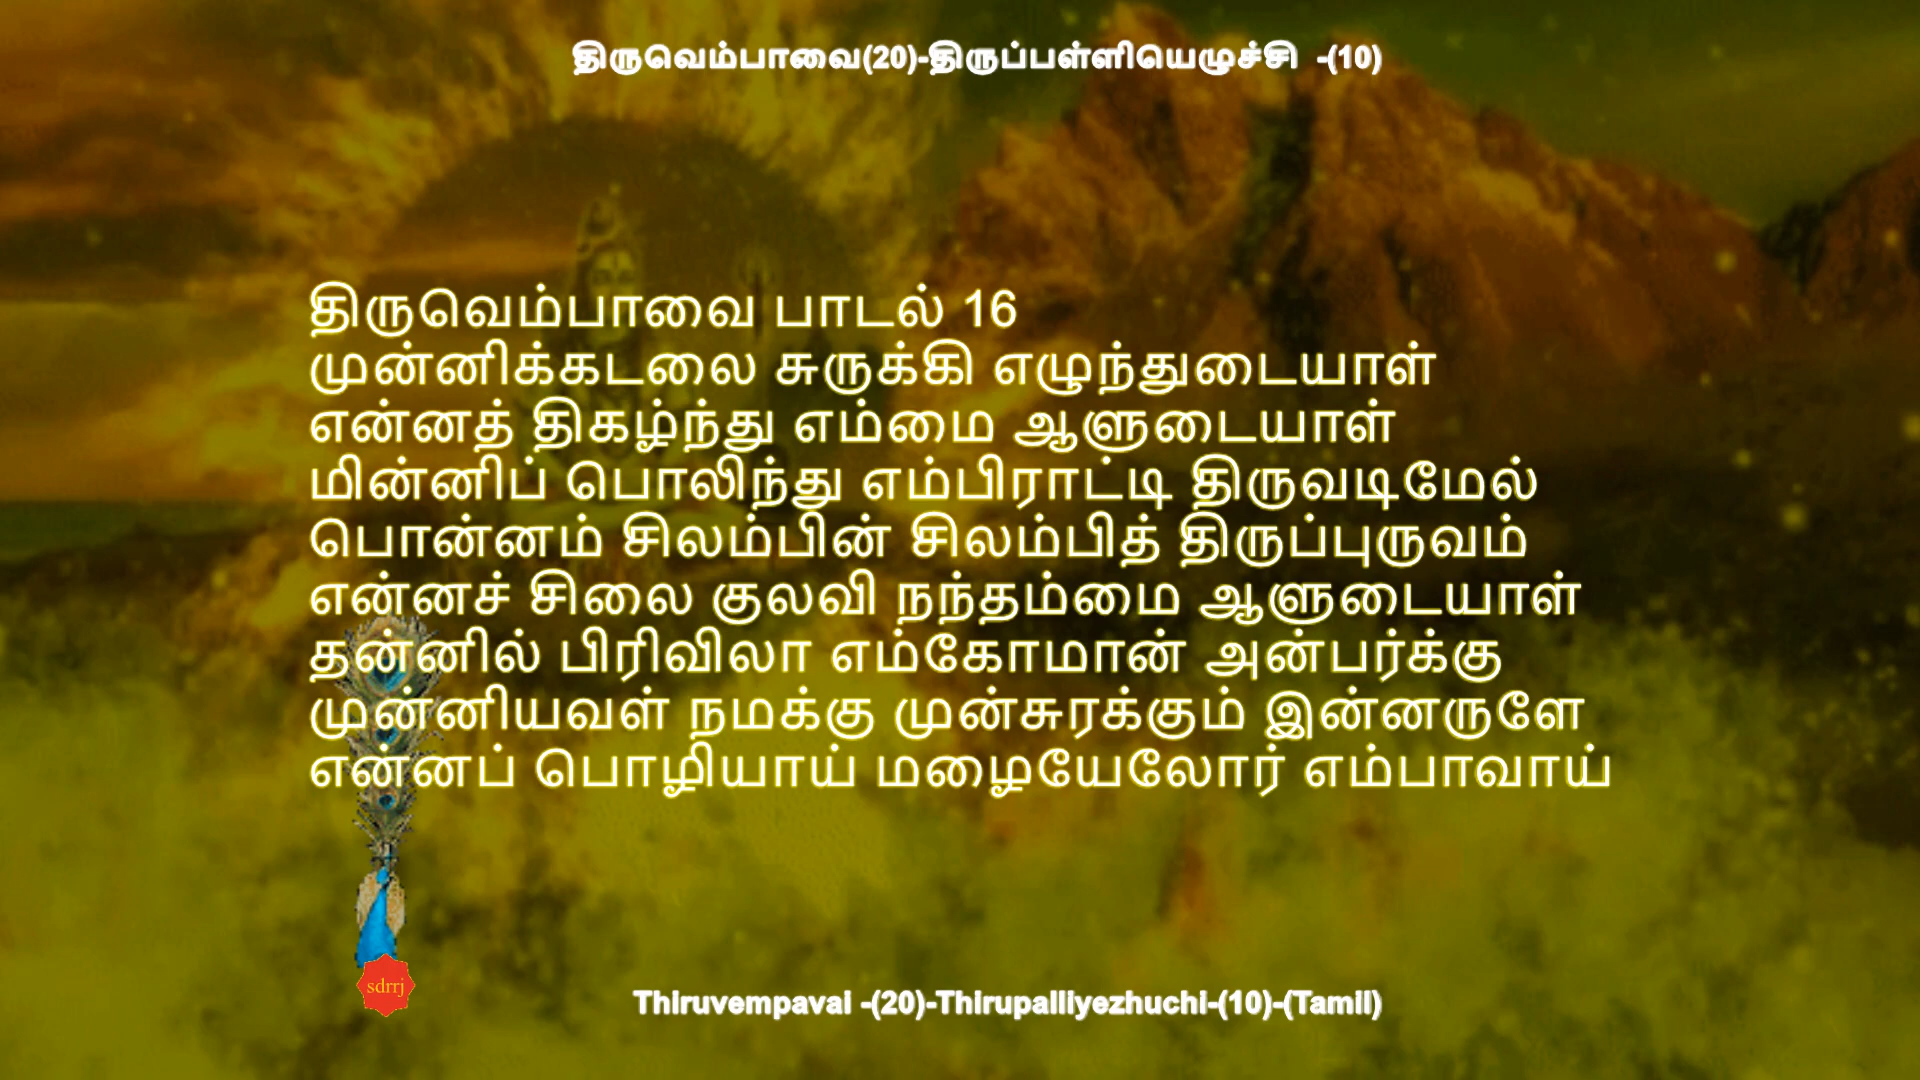 திருவெம்பாவை(20)-திருப்பள்ளியெழுச்சி -(10)
திருவெம்பாவை பாடல் 16
முன்னிக்கடலை சுருக்கி எழுந்துடையாள்
என்னத் திகழ்ந்து எம்மை ஆளுடையாள்
மின்னிப் பொலிந்து எம்பிராட்டி திருவடிமேல்
பொன்னம் சிலம்பின் சிலம்பித் திருப்புருவம்
என்னச் சிலை குலவி நந்தம்மை ஆளுடையாள்
தன்னில் பிரிவிலா எம்கோமான் அன்பர்க்கு
முன்னியவள் நமக்கு முன்சுரக்கும் இன்னருளே
என்னப் பொழியாய் மழையேலோர் எம்பாவாய்
sdrrj
Thiruvempavai -(20)-Thirupalliyezhuchi-(10)-(Tamil)